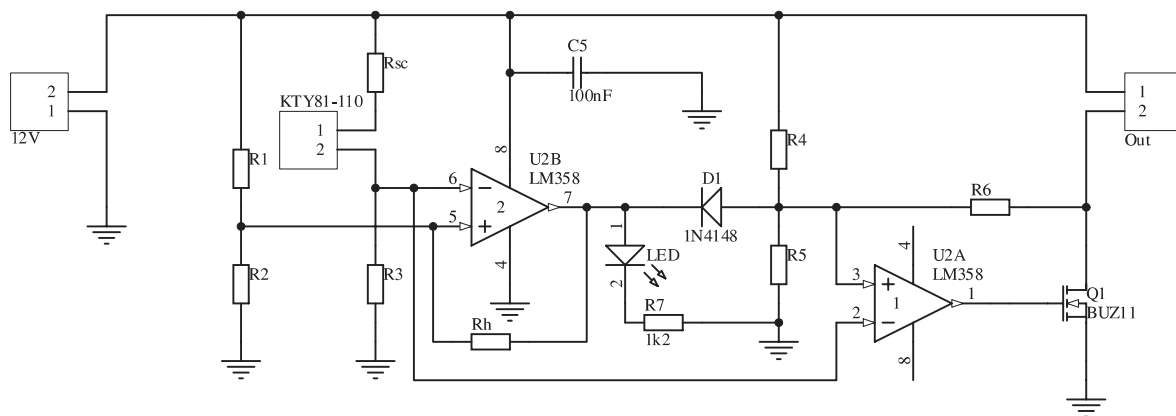 C5
100nF
Rsc
KTY81-110
1
2
2
1
12V
1
2
Out
R1
8
U2B
LM358
6
2
7
5
4
R4
D1
1N4148
R6
R2
R3
1
LED
2
R5
R7
1k2
Rh
4
U2A
LM358
3
1
1
2
8
Q1
BUZ11